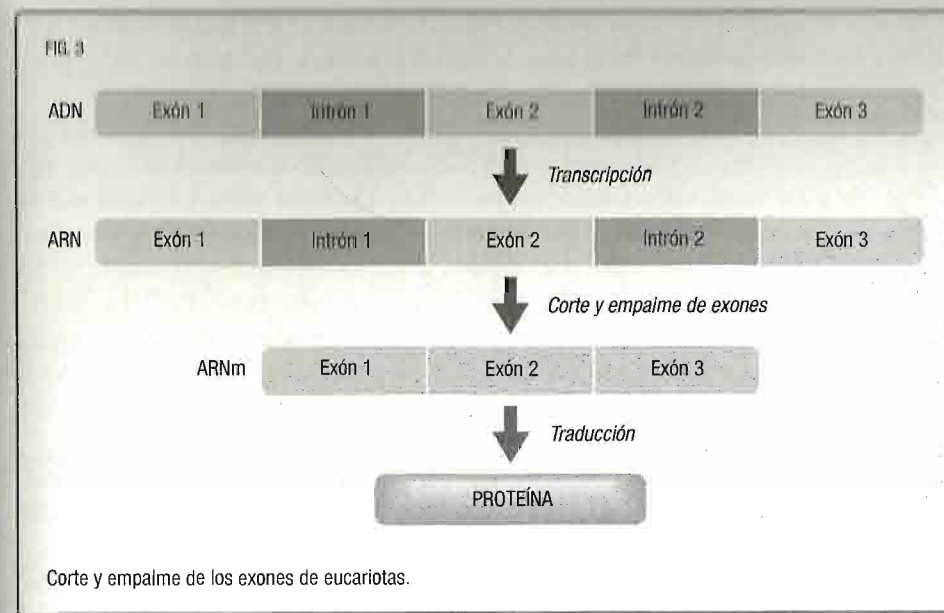 FIG. 3
ADN Exón 1 Intrón 1 Exón 2 Intrón 2 Exón 3
Transcripción
ARN Exón 1 Intrón 1 Exón 2 Intrón 2 Exón 3
Corte y empalme de exones
ARNm Exón 1 Exón 2 Exón 3
Traducción
PROTEÍNA
Corte y empalme de los exones de eucariotas.